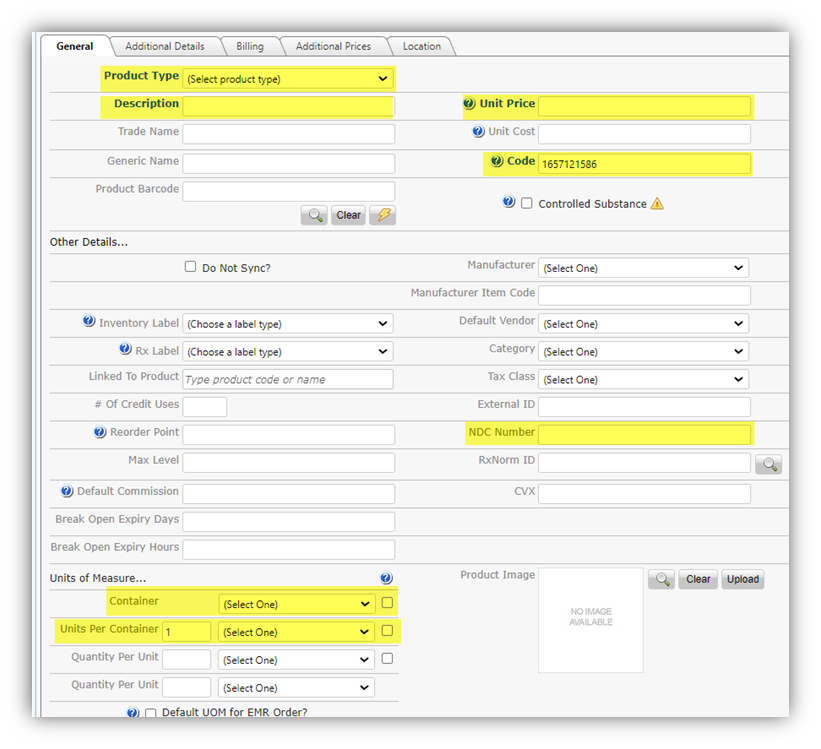 General Additional Details Billing Additional Prices Location
Product Type (Select product type)
Description ? Unit Price
Trade Name ? Unit Cost
Generic Name ? Code 1657121586
Product Barcode
? Controlled Substance
Clear
Other Details...
Do Not Sync? Manufacturer (Select One)
Manufacturer Item Code
? Inventory Label (Choose a label type) Default Vendor (Select One)
? Rx Label (Choose a label type) Category (Select One)
Linked To Product Type product code or name Tax Class (Select One)
# Of Credit Uses External ID
? Reorder Point NDC Number
Max Level RxNorm ID
? Default Commission CVX
Break Open Expiry Days
Break Open Expiry Hours
Units of Measure... ? Product Image Clear Upload
Container (Select One)
NO IMAGE
AVAILABLE
Units Per Container 1 (Select One)
Quantity Per Unit (Select One)
Quantity Per Unit (Select One)
? Default UOM for EMR Order?